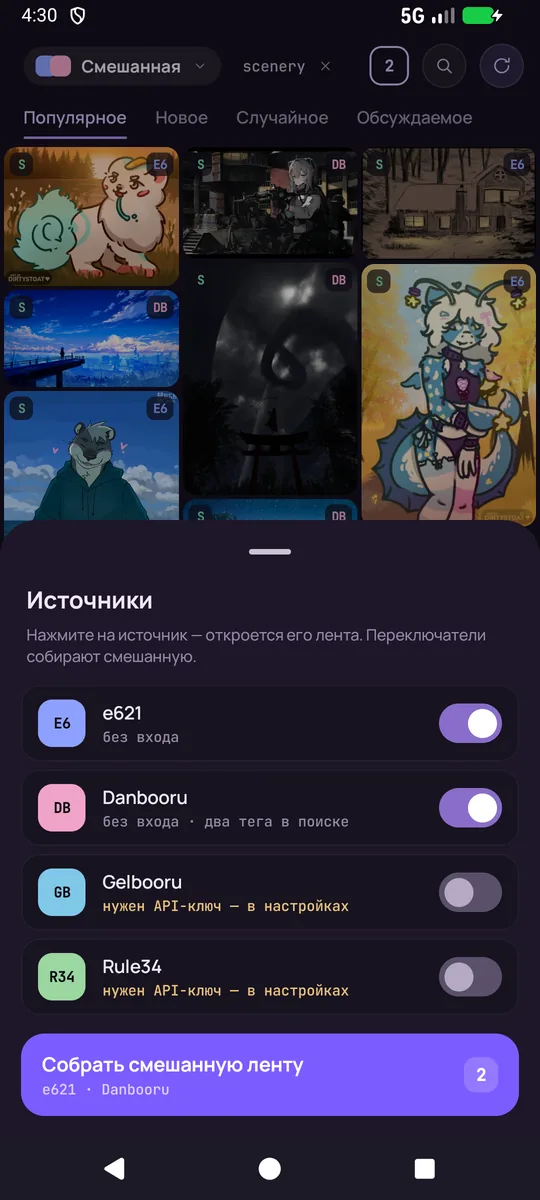 4:30
5G
Смешанная
scenery ×
2
Популярное Новое Случайное Обсуждаемое
S E6
S DB
S E6
DIRTYSTOAT
S DB
S DB
S E6
S E6
S DB
Источники
Нажмите на источник — откроется его лента. Переключатели
собирают смешанную.
E6 e621
без входа
DB Danbooru
без входа · два тега в поиске
GB Gelbooru
нужен API-ключ — в настройках
R34 Rule34
нужен API-ключ — в настройках
Собрать смешанную ленту
e621 · Danbooru
2